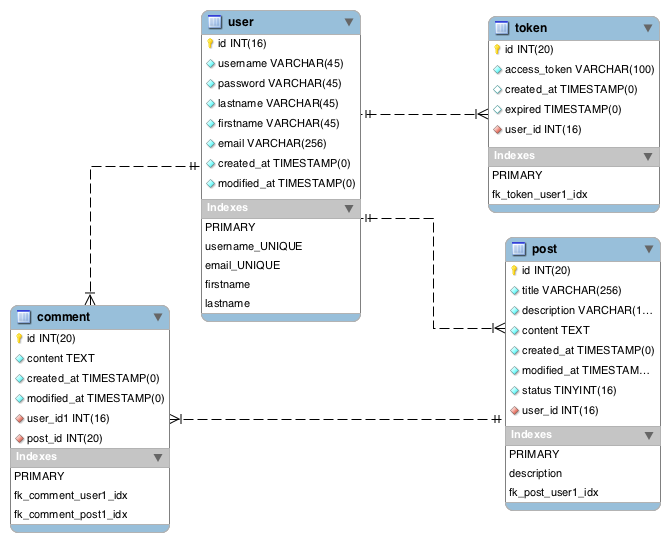 user
id INT(16)
username VARCHAR(45)
password VARCHAR(45)
lastname VARCHAR(45)
firstname VARCHAR(45)
email VARCHAR(256)
created_at TIMESTAMP(0)
modified_at TIMESTAMP(0)
Indexes
PRIMARY
username_UNIQUE
email_UNIQUE
firstname
lastname
token
id INT(20)
access_token VARCHAR(100)
created_at TIMESTAMP(0)
expired TIMESTAMP(0)
user_id INT(16)
Indexes
PRIMARY
fk_token_user1_idx
comment
id INT(20)
content TEXT
created_at TIMESTAMP(0)
modified_at TIMESTAMP(0)
user_id1 INT(16)
post_id INT(20)
Indexes
PRIMARY
fk_comment_user1_idx
fk_comment_post1_idx
post
id INT(20)
title VARCHAR(256)
description VARCHAR(1...
content TEXT
created_at TIMESTAMP(0)
modified_at TIMESTAM...
status TINYINT(16)
user_id INT(16)
Indexes
PRIMARY
description
fk_post_user1_idx